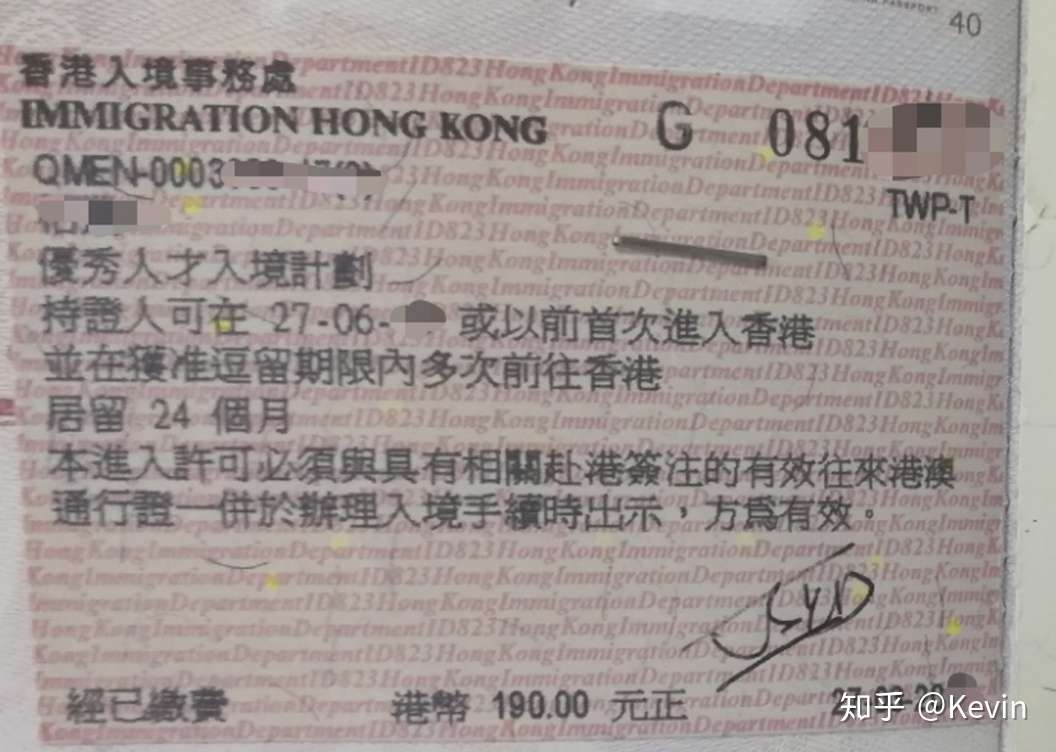 40
香港入境事務處
IMMIGRATION HONG KONG G 081
QMEN-0003
TWP-T
優秀人才入境計劃
持證人可在 27-06- 或以前首次進入香港
並在獲准逗留期限內多次前往香港
居留 24 個月
本進入許可必須與具有相關赴港簽注的有效往來港澳
通行證一併於辦理入境手續時出示，方為有效。
經已繳費 港幣 190.00 元正
知乎 @Kevin